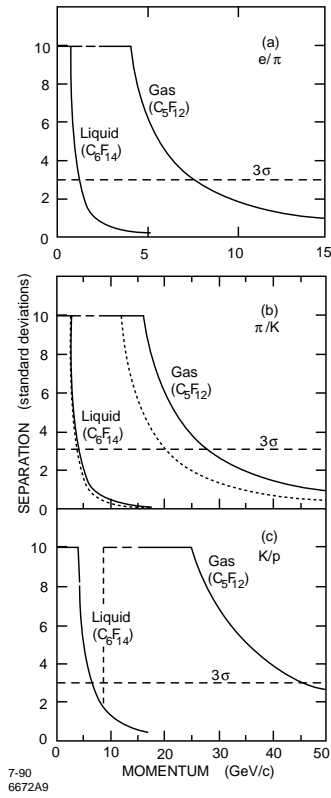 10
8
6
4
2
0
(a)
e/π
Gas
(C5F12)
Liquid
(C6F14)
3σ
0 5 10 15
SEPARATION (standard deviations)
10
8
6
4
2
0
(b)
π/K
Gas
(C5F12)
Liquid
(C6F14)
3σ
10
8
6
4
2
0
(c)
K/p
Gas
(C5F12)
Liquid
(C6F14)
3σ
0 10 20 30 40 50
MOMENTUM (GeV/c)
7-90
6672A9